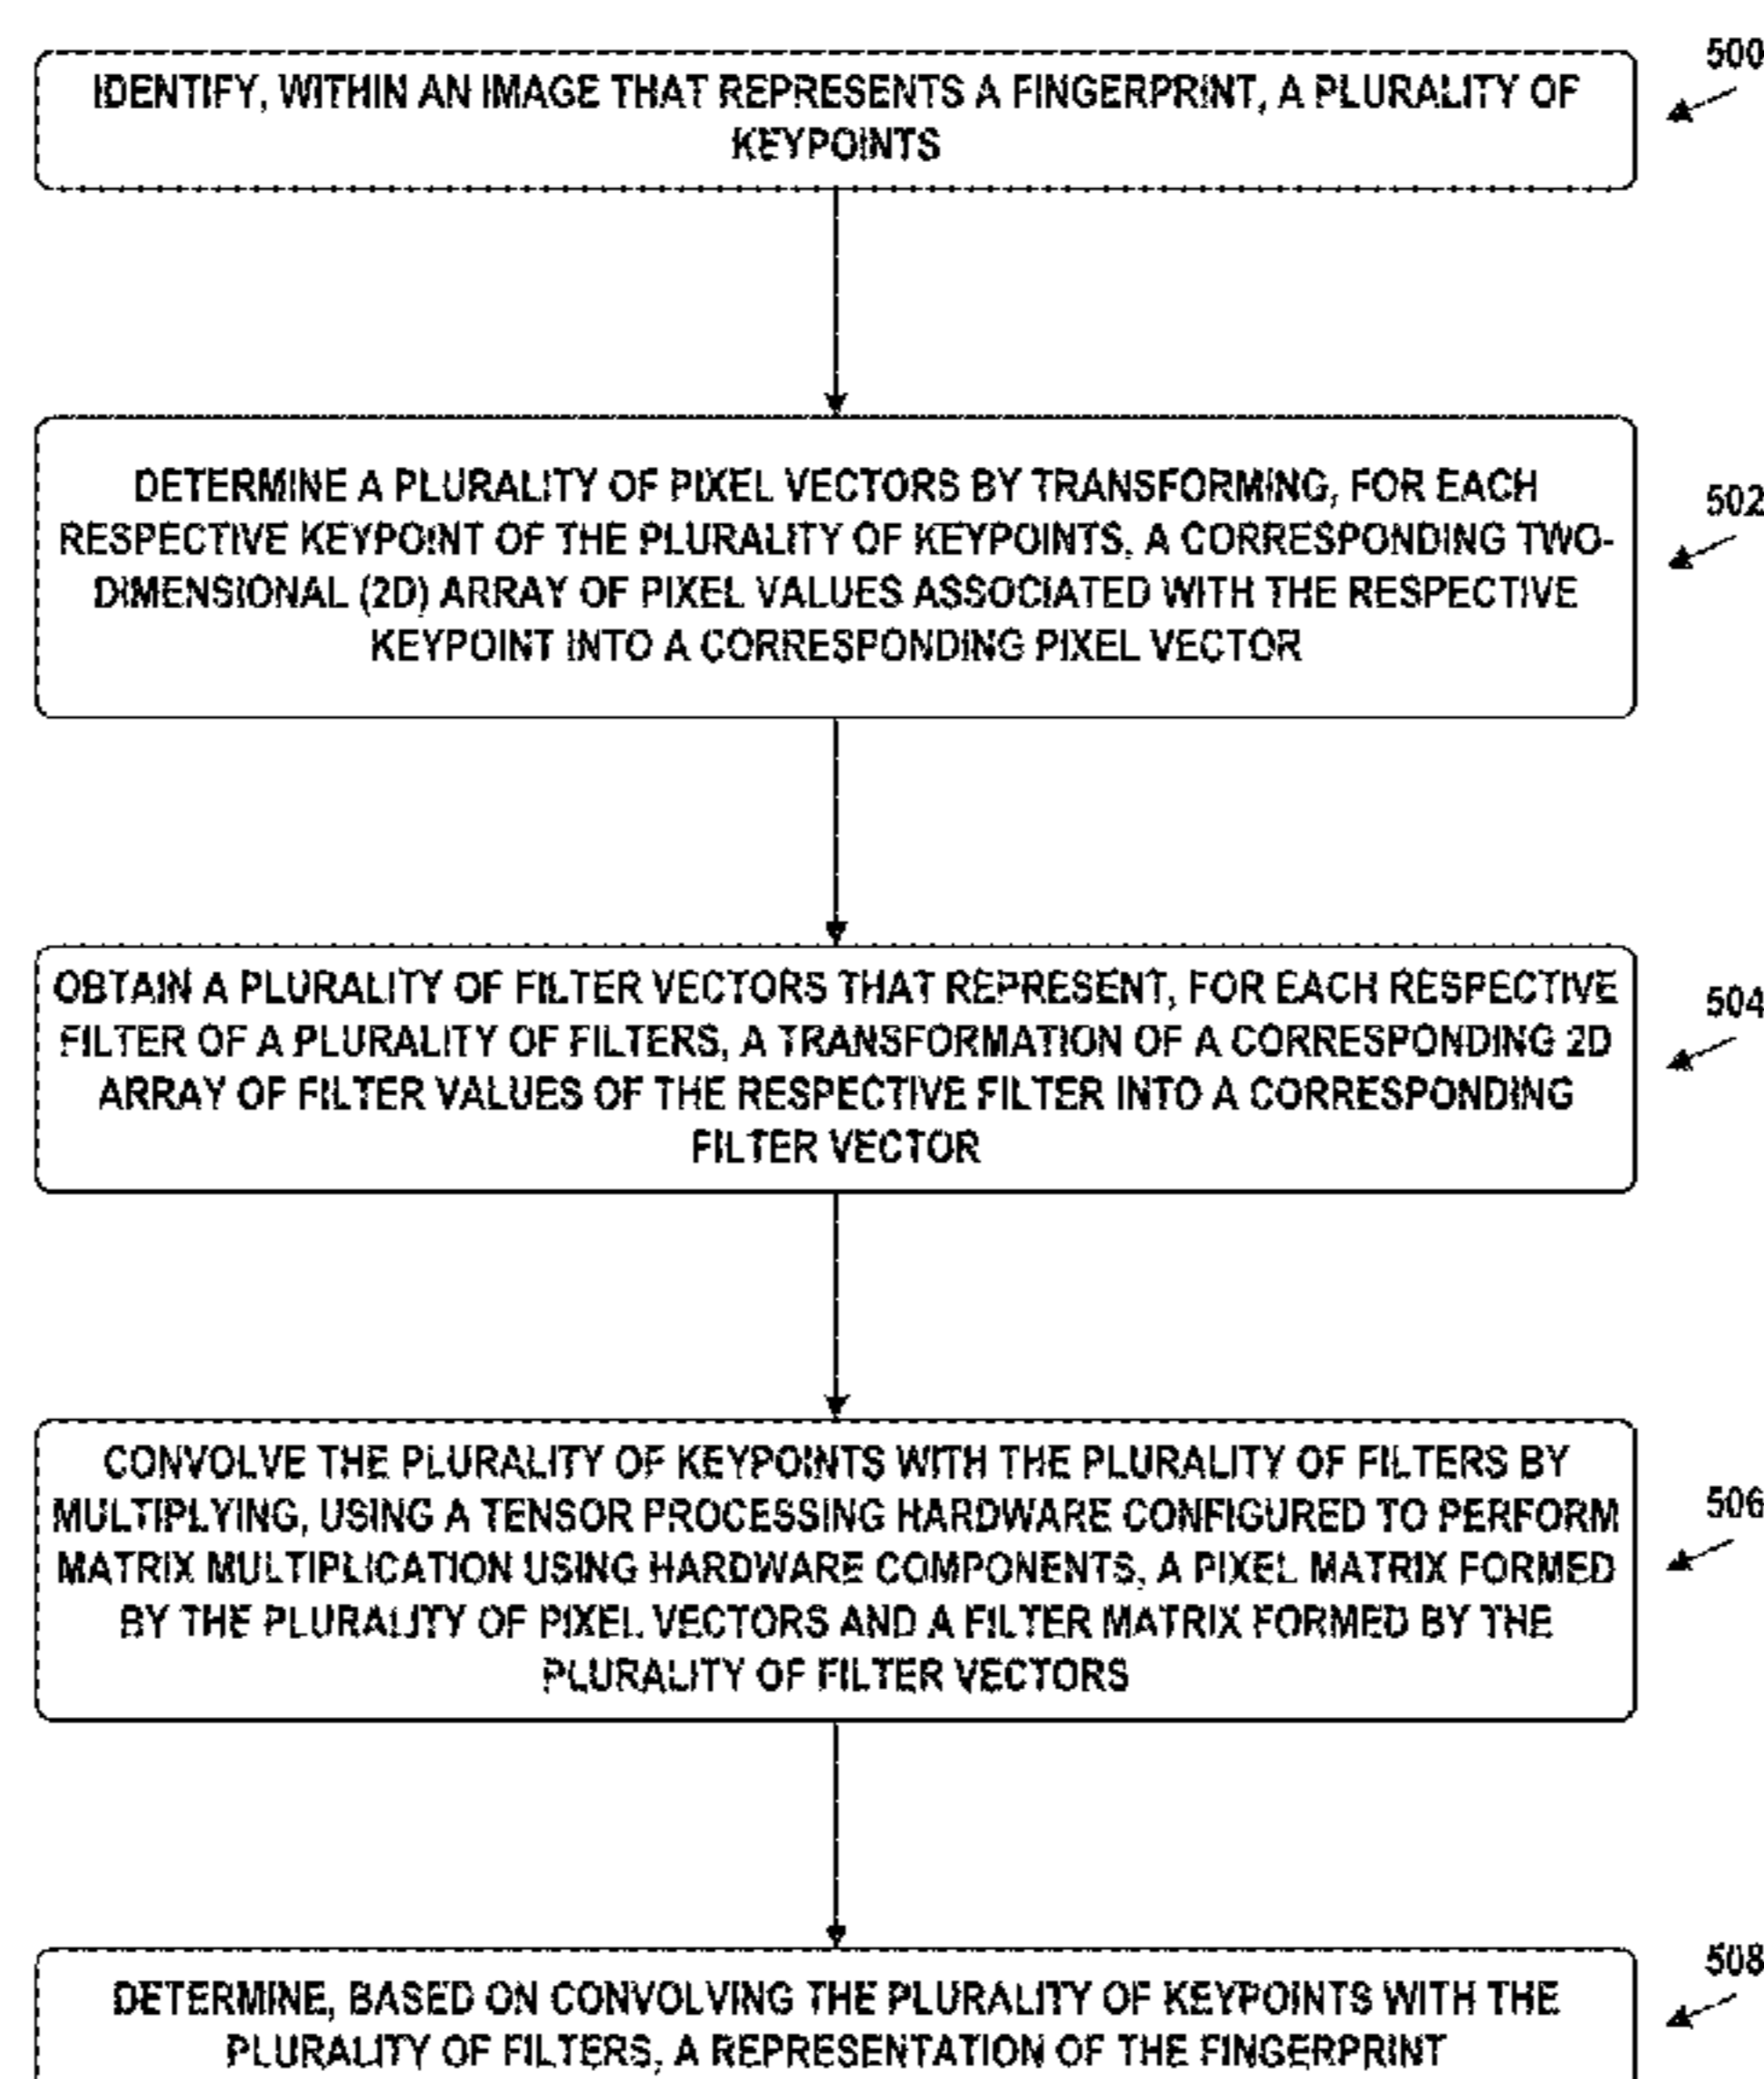 500
IDENTIFY, WITHIN AN IMAGE THAT REPRESENTS A FINGERPRINT, A PLURALITY OF
KEYPOINTS
502
DETERMINE A PLURALITY OF PIXEL VECTORS BY TRANSFORMING, FOR EACH
RESPECTIVE KEYPOINT OF THE PLURALITY OF KEYPOINTS, A CORRESPONDING TWO-
DIMENSIONAL (2D) ARRAY OF PIXEL VALUES ASSOCIATED WITH THE RESPECTIVE
KEYPOINT INTO A CORRESPONDING PIXEL VECTOR
504
OBTAIN A PLURALITY OF FILTER VECTORS THAT REPRESENT, FOR EACH RESPECTIVE
FILTER OF A PLURALITY OF FILTERS, A TRANSFORMATION OF A CORRESPONDING 2D
ARRAY OF FILTER VALUES OF THE RESPECTIVE FILTER INTO A CORRESPONDING
FILTER VECTOR
506
CONVOLVE THE PLURALITY OF KEYPOINTS WITH THE PLURALITY OF FILTERS BY
MULTIPLYING, USING A TENSOR PROCESSING HARDWARE CONFIGURED TO PERFORM
MATRIX MULTIPLICATION USING HARDWARE COMPONENTS, A PIXEL MATRIX FORMED
BY THE PLURALITY OF PIXEL VECTORS AND A FILTER MATRIX FORMED BY THE
PLURALITY OF FILTER VECTORS
508
DETERMINE, BASED ON CONVOLVING THE PLURALITY OF KEYPOINTS WITH THE
PLURALITY OF FILTERS, A REPRESENTATION OF THE FINGERPRINT